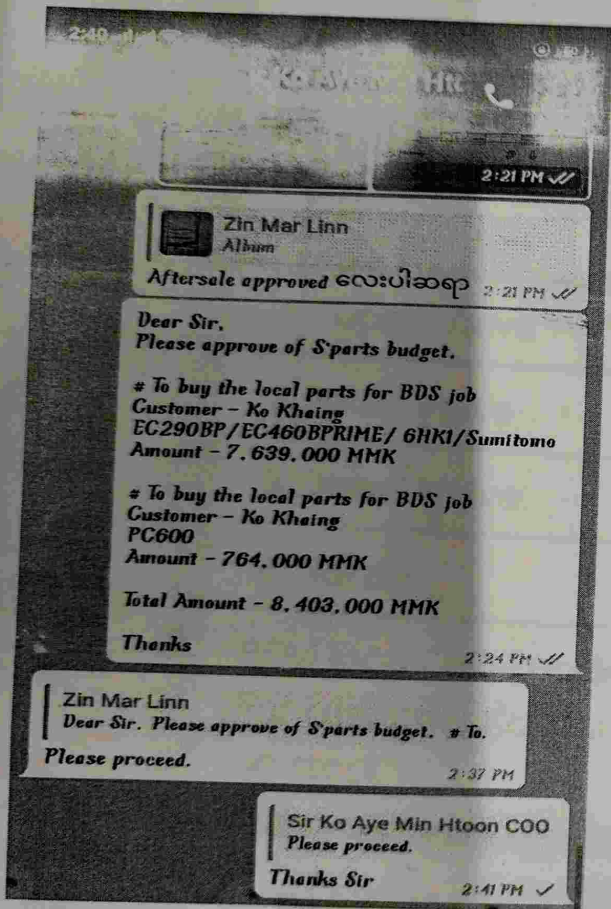 2:40
Ko Aye
2:21 PM
Zin Mar Linn
Album
Aftersale approved လေးပါဆရာ 2:21 PM
Dear Sir,
Please approve of S'parts budget.
# To buy the local parts for BDS job
Customer - Ko Khaing
EC290BP/EC460BPRIME/ 6HK1/Sumitomo
Amount - 7,639,000 MMK
# To buy the local parts for BDS job
Customer - Ko Khaing
PC600
Amount - 764,000 MMK
Total Amount - 8,403,000 MMK
Thanks
2:24 PM
Zin Mar Linn
Dear Sir. Please approve of S'parts budget. # To.
Please proceed.
2:37 PM
Sir Ko Aye Min Htoon COO
Please proceed.
Thanks Sir
2:41 PM